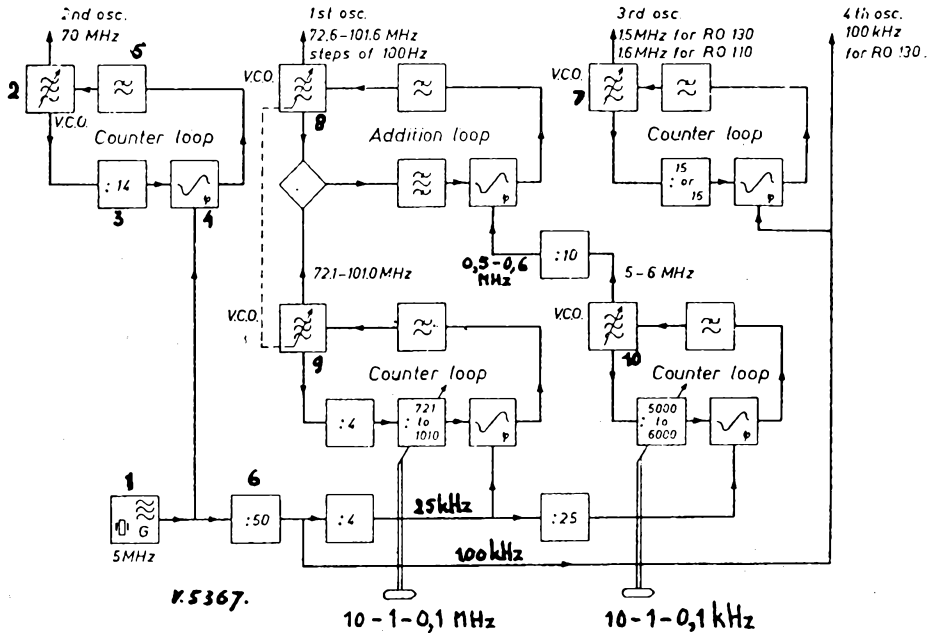 2nd osc.
70 MHz
1st osc.
72.6-101.6 MHz
steps of 100Hz
3rd osc.
1.5MHz for RO 130
1.6MHz for RO 110
4th osc.
100kHz
for RO 130.
5
2
V.C.O.
Counter loop
:14
3
4
φ
V.C.O.
8
Addition loop
φ
V.C.O.
7
Counter loop
: 15 or 16
φ
72.1-101.0 MHz
0,5-0,6
MHz
:10
5-6 MHz
V.C.O.
9
Counter loop
:4
: 721 to 1010
φ
V.C.O.
10
Counter loop
: 5000 to 6000
φ
1
G
5MHz
6
:50
:4
25kHz
:25
100kHz
V.5367.
10-1-0,1 MHz
10-1-0,1 kHz